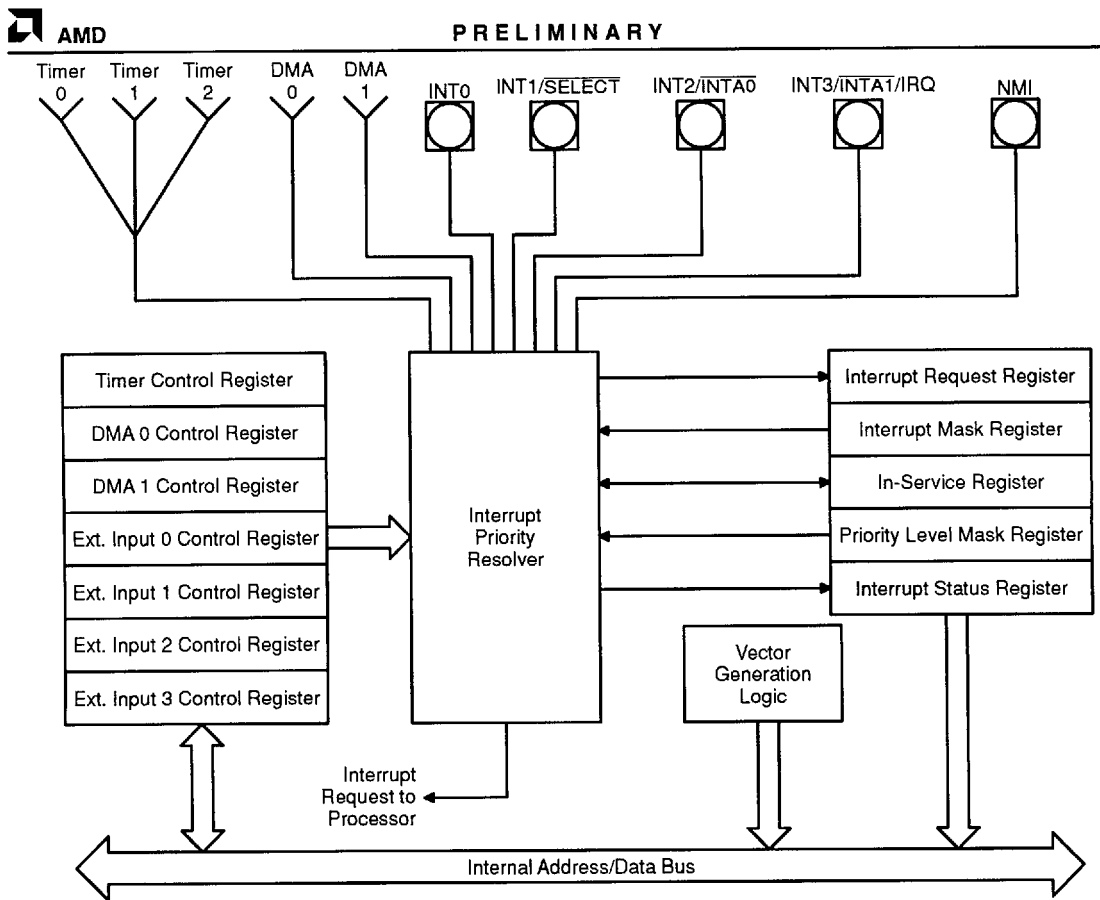 AMD
PRELIMINARY
Timer
0
Timer
1
Timer
2
DMA
0
DMA
1
INT0
INT1/SELECT
INT2/INTA0
INT3/INTA1/IRQ
NMI
Timer Control Register
DMA 0 Control Register
DMA 1 Control Register
Ext. Input 0 Control Register
Ext. Input 1 Control Register
Ext. Input 2 Control Register
Ext. Input 3 Control Register
Interrupt
Priority
Resolver
Interrupt Request Register
Interrupt Mask Register
In-Service Register
Priority Level Mask Register
Interrupt Status Register
Vector
Generation
Logic
Interrupt
Request to
Processor
Internal Address/Data Bus